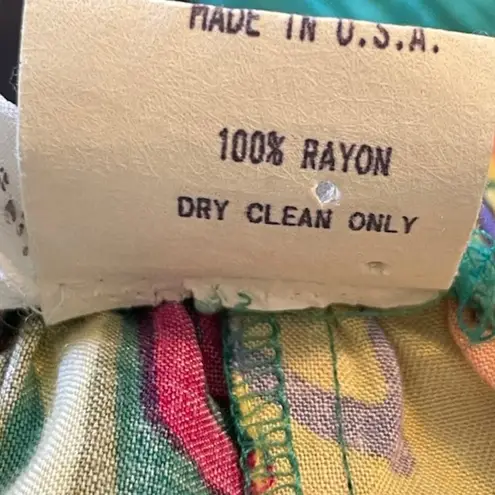 MADE IN U.S.A.
100% RAYON
DRY CLEAN ONLY